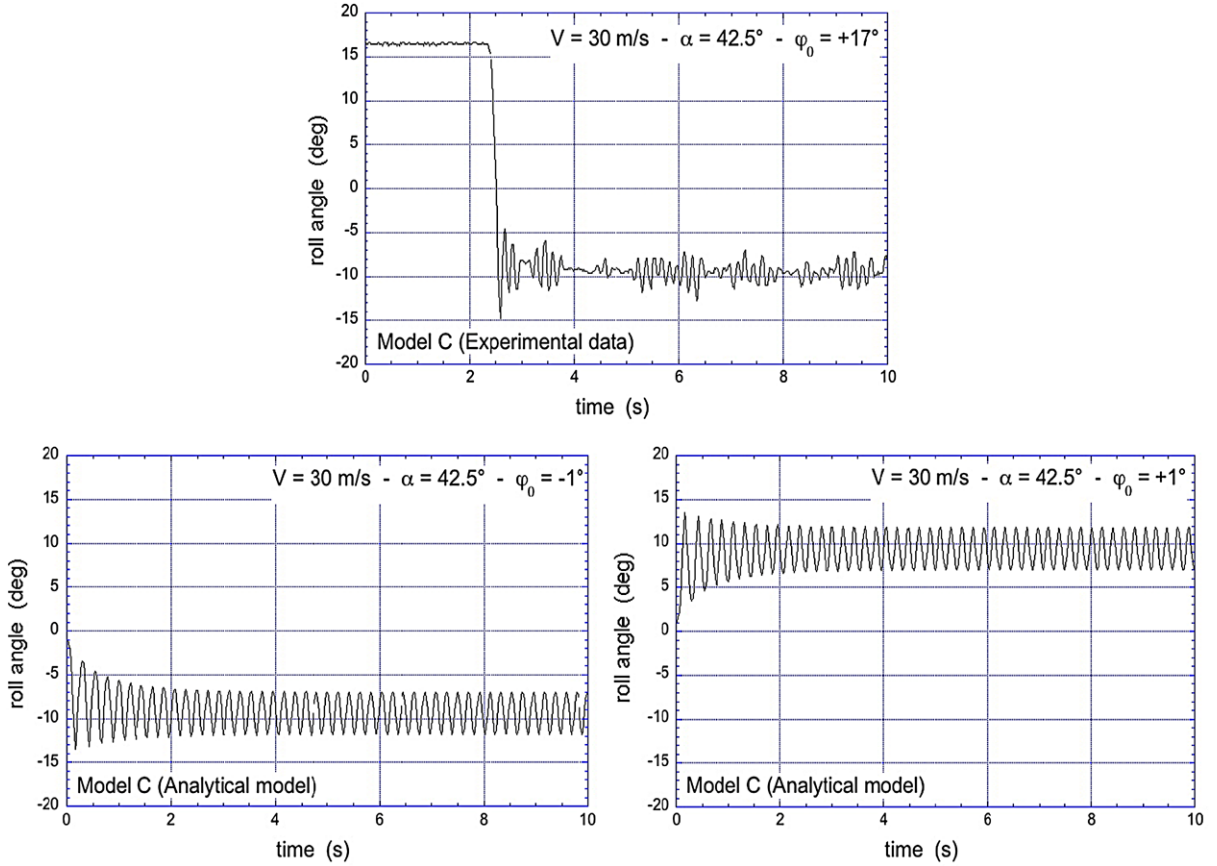 V = 30 m/s - α = 42.5° - φ0 = +17°
20
15
10
5
0
-5
-10
-15
-20
roll angle (deg)
Model C (Experimental data)
0 2 4 6 8 10
time (s)
V = 30 m/s - α = 42.5° - φ0 = -1°
20
15
10
5
0
-5
-10
-15
-20
roll angle (deg)
Model C (Analytical model)
0 2 4 6 8 10
time (s)
V = 30 m/s - α = 42.5° - φ0 = +1°
20
15
10
5
0
-5
-10
-15
-20
roll angle (deg)
Model C (Analytical model)
0 2 4 6 8 10
time (s)